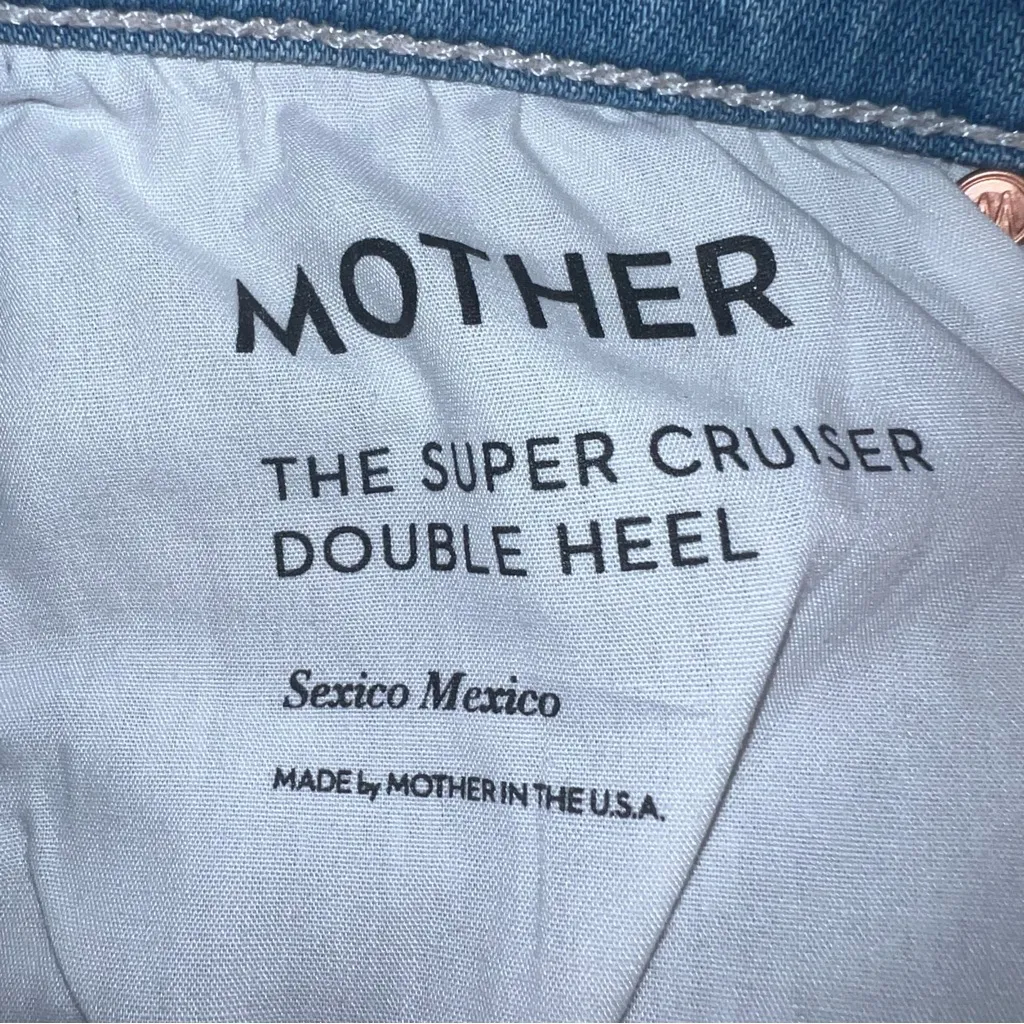 MOTHER
THE SUPER CRUISER
DOUBLE HEEL
Sexico Mexico
MADE by MOTHER IN THE U.S.A.
M